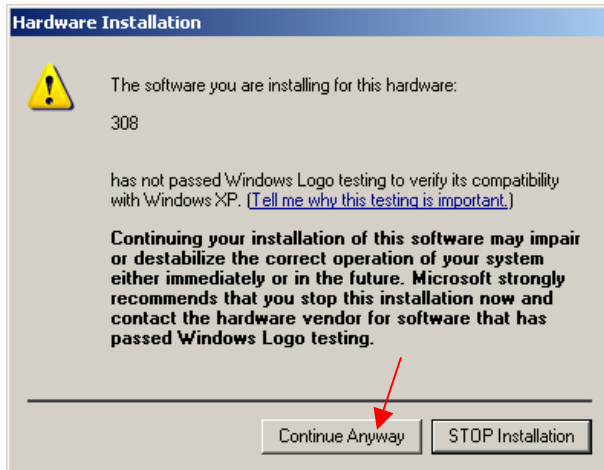 Hardware Installation
The software you are installing for this hardware:
308
has not passed Windows Logo testing to verify its compatibility
with Windows XP. (Tell me why this testing is important.)
Continuing your installation of this software may impair
or destabilize the correct operation of your system
either immediately or in the future. Microsoft strongly
recommends that you stop this installation now and
contact the hardware vendor for software that has
passed Windows Logo testing.
Continue Anyway
STOP Installation